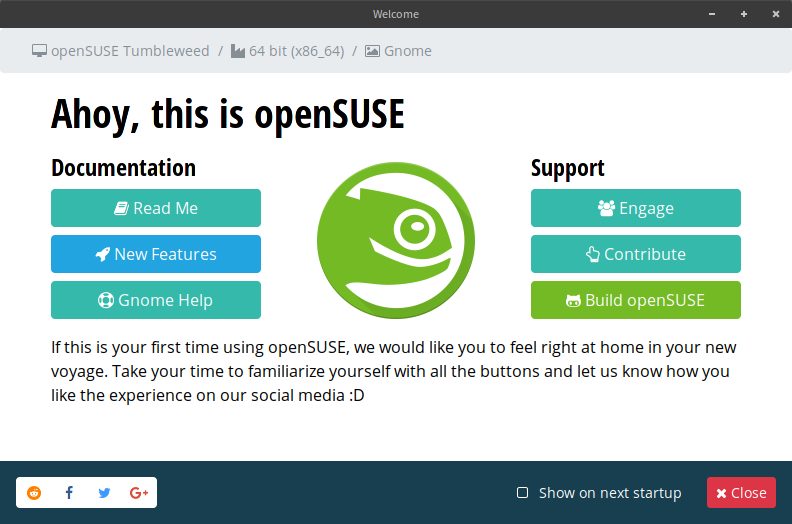 Welcome
openSUSE Tumbleweed / 64 bit (x86_64) / Gnome
Ahoy, this is openSUSE
Documentation
Read Me
New Features
Gnome Help
Support
Engage
Contribute
Build openSUSE
If this is your first time using openSUSE, we would like you to feel right at home in your new
voyage. Take your time to familiarize yourself with all the buttons and let us know how you
like the experience on our social media :D
Show on next startup
Close